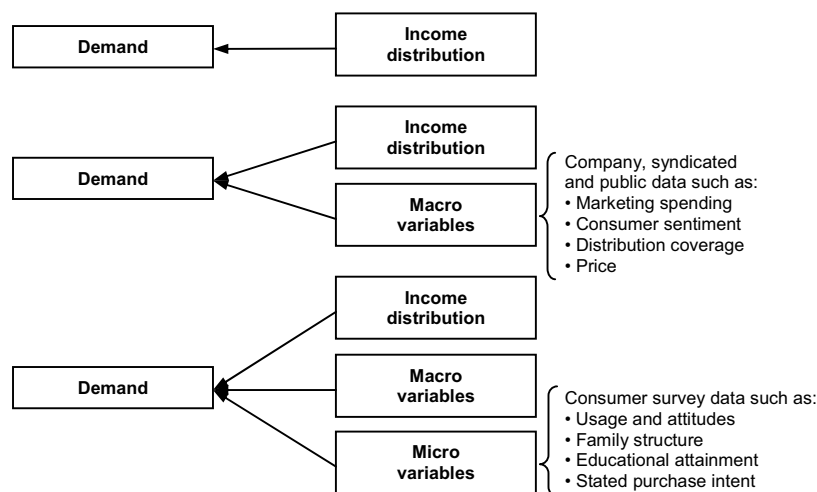 Demand
Income
distribution
Demand
Income
distribution
Macro
variables
Company, syndicated
and public data such as:
• Marketing spending
• Consumer sentiment
• Distribution coverage
• Price
Demand
Income
distribution
Macro
variables
Micro
variables
Consumer survey data such as:
• Usage and attitudes
• Family structure
• Educational attainment
• Stated purchase intent